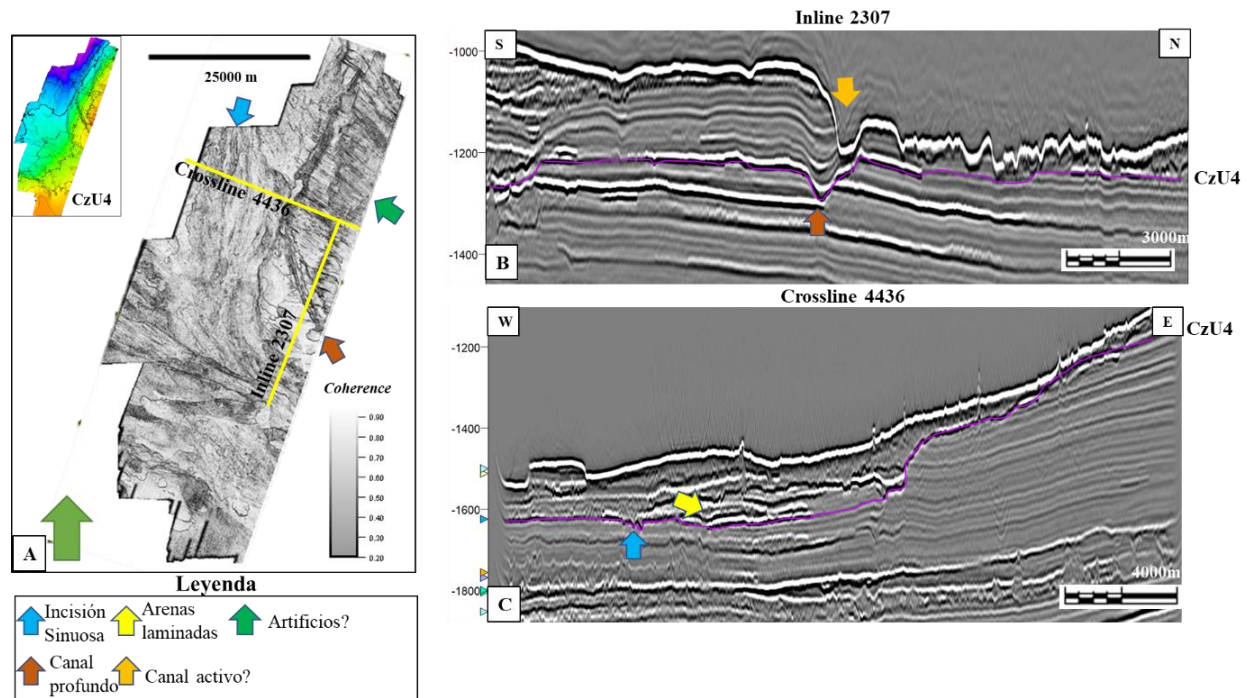 CzU4
25000 m
Crossline 4436
Inline 2307
Coherence
0.90
0.80
0.70
0.60
0.50
0.40
0.30
0.20
A
Inline 2307
S
N
-1000
-1200
-1400
CzU4
3000m
B
Crossline 4436
W
E
CzU4
-1200
-1400
-1600
-1800
4000m
C
Leyenda
Incisión
Sinuosa
Arenas
laminadas
Artificios?
Canal
profundo
Canal activo?